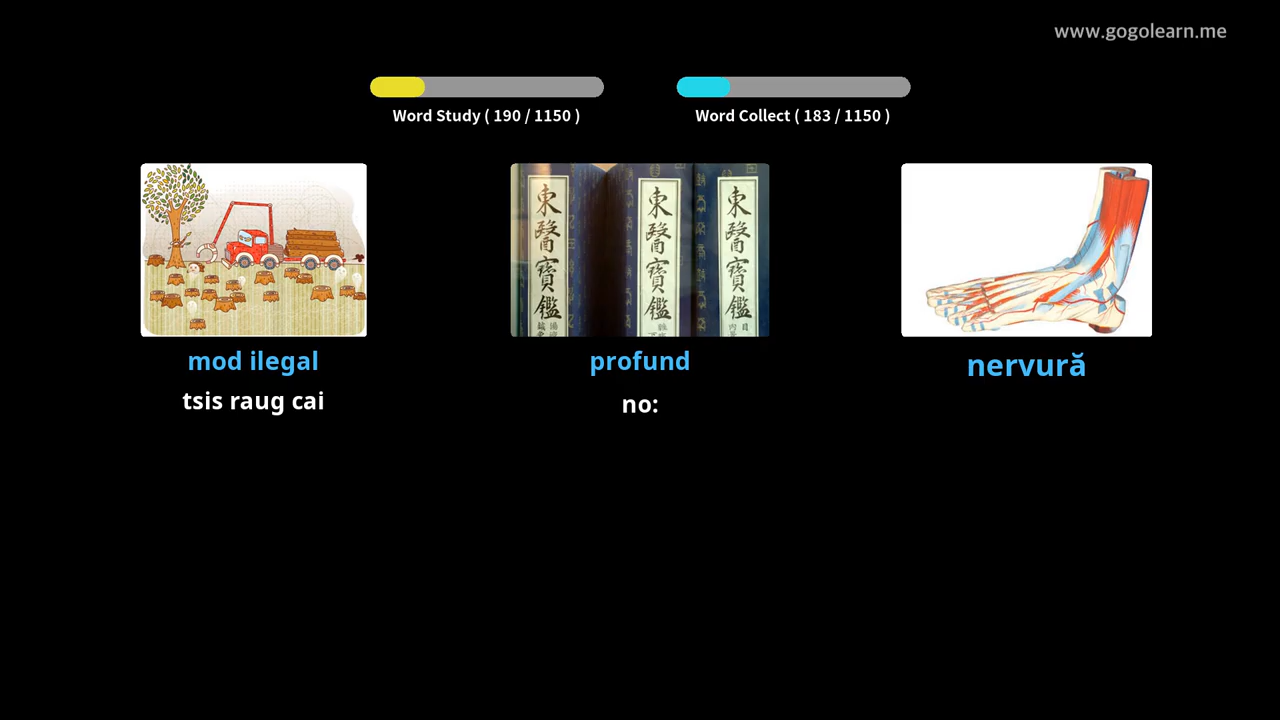 www.gogolearn.me
Word Study ( 190 / 1150 )
Word Collect ( 183 / 1150 )
東醫寶鑑
東醫寶鑑
東醫寶鑑
mod ilegal
profund
nervură
tsis raug cai
no: